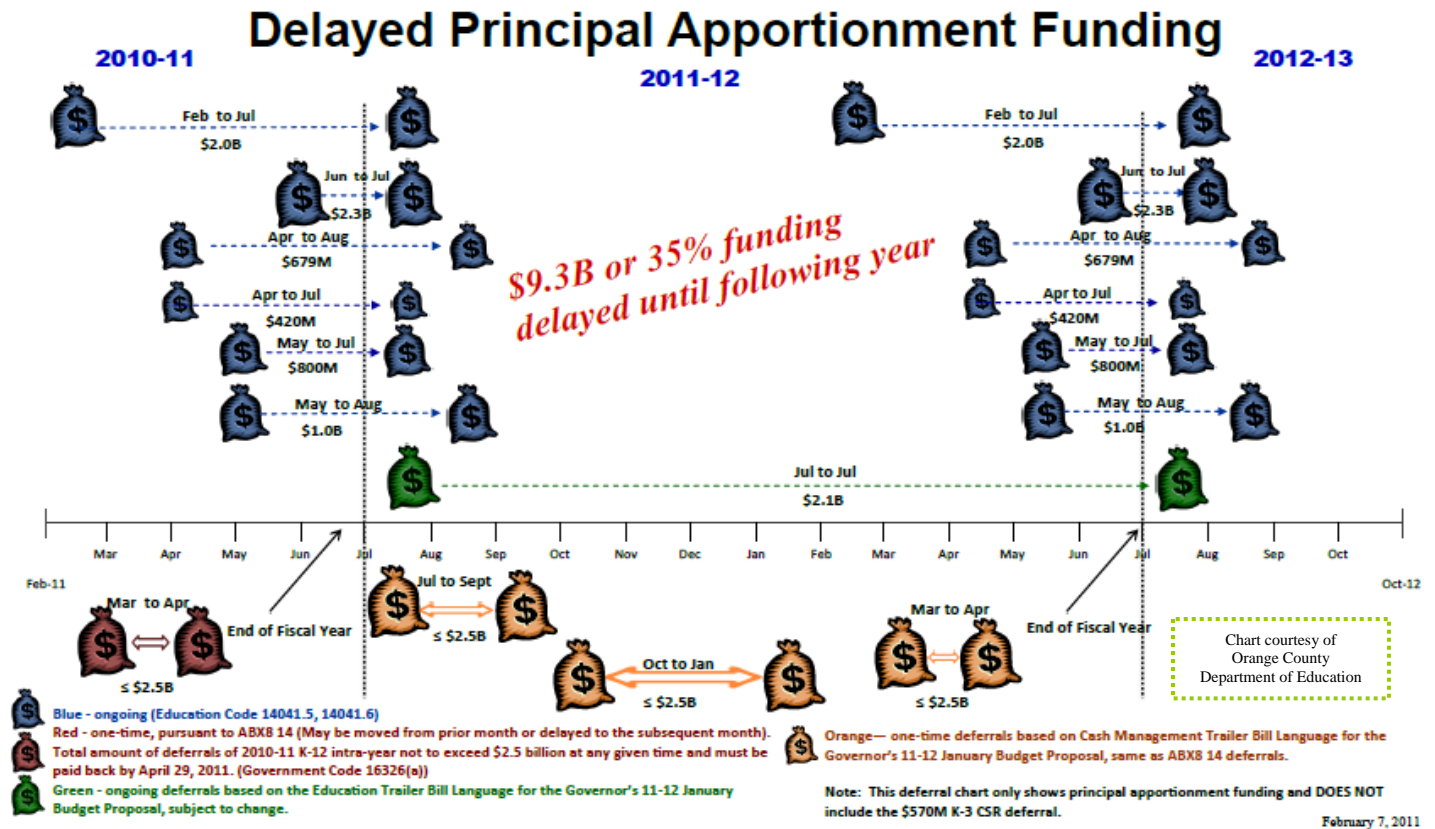 Delayed Principal Apportionment Funding
2010-11
2011-12
2012-13
Feb to Jul
$2.0B
Jun to Jul
$2.3B
Apr to Aug
$679M
Apr to Jul
$420M
May to Jul
$800M
May to Aug
$1.0B
$9.3B or 35% funding
delayed until following year
Feb to Jul
$2.0B
Jun to Jul
$2.3B
Apr to Aug
$679M
Apr to Jul
$420M
May to Jul
$800M
May to Aug
$1.0B
Jul to Jul
$2.1B
Mar Apr May Jun Jul Aug Sep Oct Nov Dec Jan Feb Mar Apr May Jun Jul Aug Sep Oct
Feb-11
Oct-12
Mar to Apr
≤ $2.5B
End of Fiscal Year
Jul to Sept
≤ $2.5B
Oct to Jan
≤ $2.5B
Mar to Apr
≤ $2.5B
End of Fiscal Year
Chart courtesy of
Orange County
Department of Education
Blue - ongoing (Education Code 14041.5, 14041.6)
Red - one-time, pursuant to ABX8 14 (May be moved from prior month or delayed to the subsequent month).
Total amount of deferrals of 2010-11 K-12 intra-year not to exceed $2.5 billion at any given time and must be
paid back by April 29, 2011. (Government Code 16326(a))
Green - ongoing deferrals based on the Education Trailer Bill Language for the Governor's 11-12 January
Budget Proposal, subject to change.
Orange— one-time deferrals based on Cash Management Trailer Bill Language for the
Governor's 11-12 January Budget Proposal, same as ABX8 14 deferrals.
Note: This deferral chart only shows principal apportionment funding and DOES NOT
include the $570M K-3 CSR deferral.
February 7, 2011